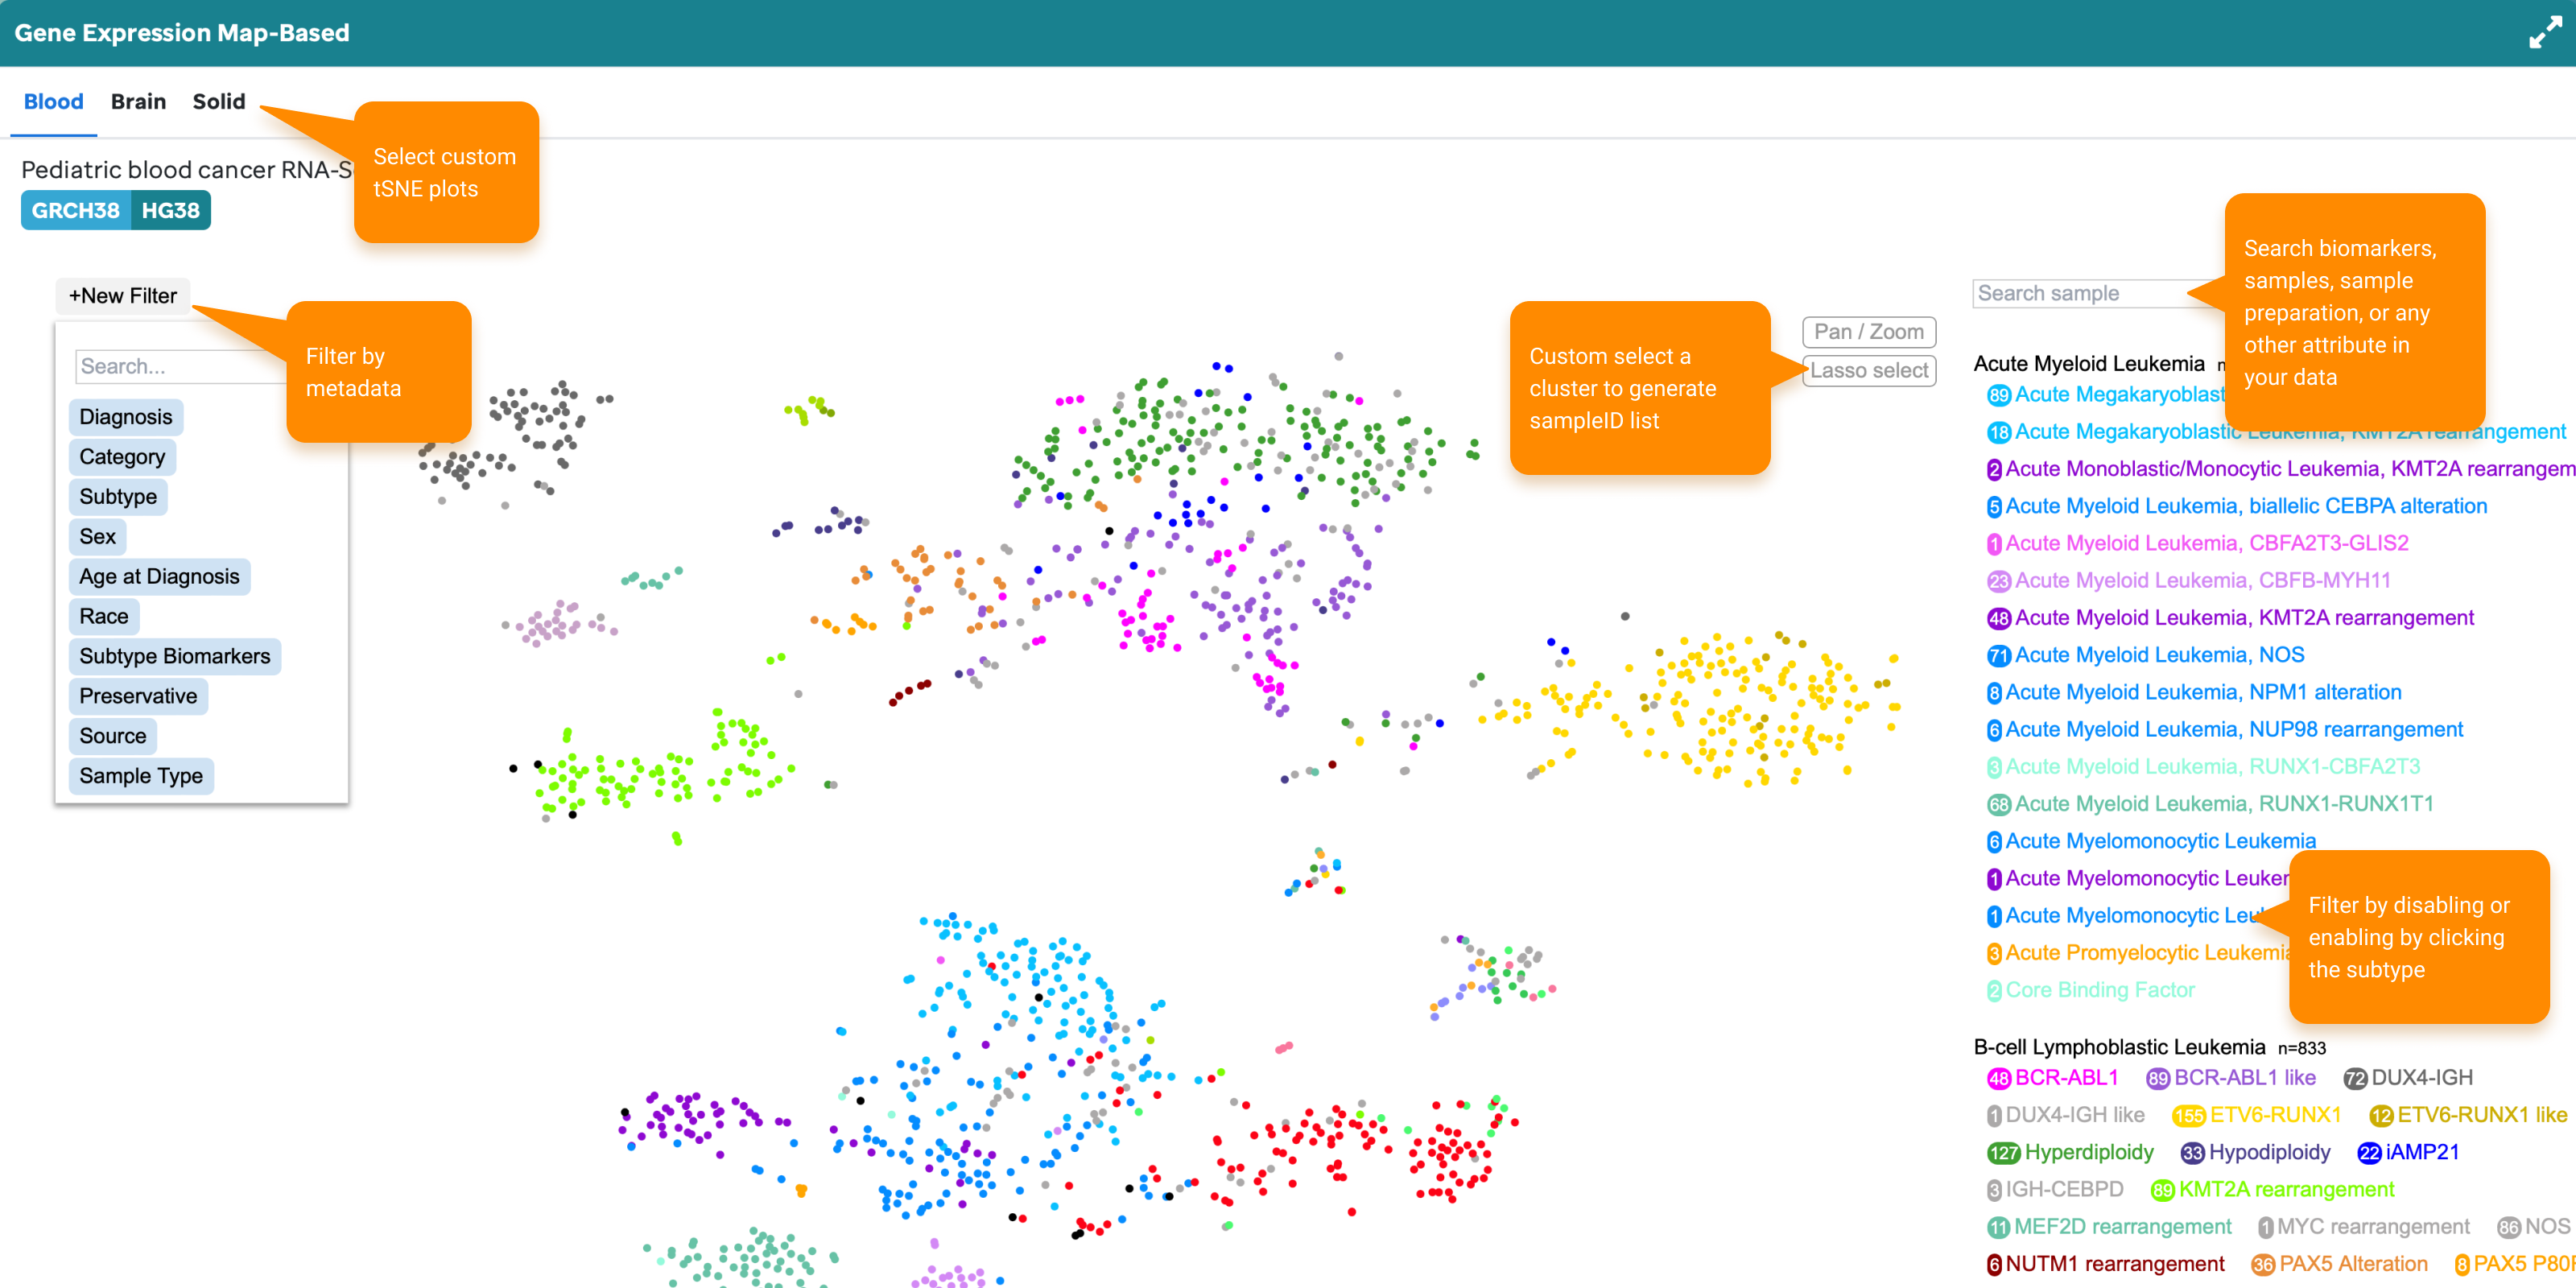 Gene Expression Map-Based
Blood Brain Solid
Select custom
tSNE plots
Pediatric blood cancer
GRCH38 HG38
+New Filter
Search...
Filter by
metadata
Diagnosis
Category
Subtype
Sex
Age at Diagnosis
Race
Subtype Biomarkers
Preservative
Source
Sample Type
Custom select a
cluster to generate
sampleID list
Pan / Zoom
Lasso select
Search sample
Search biomarkers,
samples, sample
preparation, or any
other attribute in
your data
Acute Myeloid Leukemia
89 Acute
18 Acute Megakaryoblastic Leukemia, KMT2A rearrangement
2 Acute Monoblastic/Monocytic Leukemia, KMT2A
5 Acute Myeloid Leukemia, biallelic CEBPA alteration
1 Acute Myeloid Leukemia, CBFA2T3-GLIS2
23 Acute Myeloid Leukemia, CBFB-MYH11
48 Acute Myeloid Leukemia, KMT2A rearrangement
71 Acute Myeloid Leukemia, NOS
8 Acute Myeloid Leukemia, NPM1 alteration
6 Acute Myeloid Leukemia, NUP98 rearrangement
3 Acute Myeloid Leukemia, RUNX1-CBFA2T3
68 Acute Myeloid Leukemia, RUNX1-RUNX1T1
6 Acute Myelomonocytic Leukemia
1 Acute Myelomonocytic
1 Acute Myelomonocytic
3 Acute Promyelocytic Leukemia
2 Core Binding Factor
Filter by disabling or
enabling by clicking
the subtype
B-cell Lymphoblastic Leukemia n=833
48 BCR-ABL1 89 BCR-ABL1 like 72 DUX4-IGH
1 DUX4-IGH like 155 ETV6-RUNX1 12 ETV6-RUNX1 like
127 Hyperdiploidy 33 Hypodiploidy 22 iAMP21
3 IGH-CEBPD 89 KMT2A rearrangement
11 MEF2D rearrangement 1 MYC rearrangement 86 NOS
6 NUTM1 rearrangement 36 PAX5 Alteration 8 PAX5